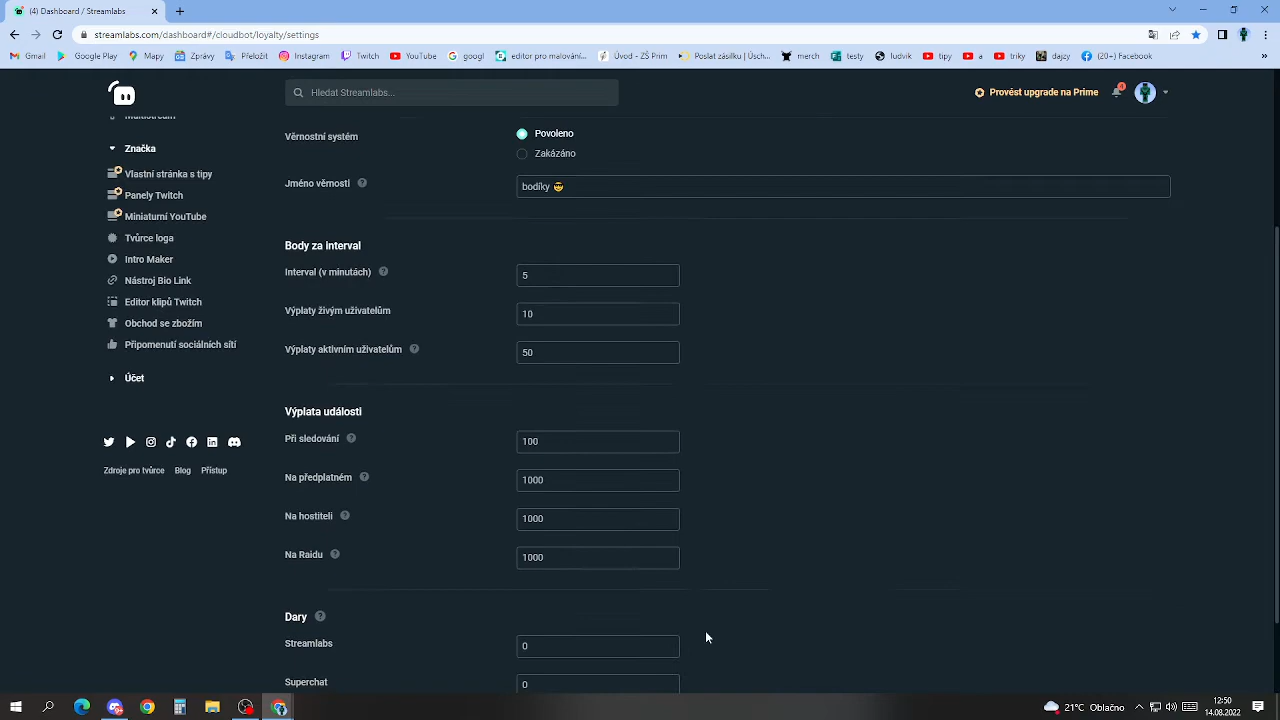 (4) Dashboard / Streamlabs
streamlabs.com/dashboard#/cloudbot/loyalty/settings
Gmail
Google Play
Mapa
Zprávy
Přeložit
Instagram
Twitch
YouTube
googl
editor pro malování...
Úvod - ZŠ Prim
Poslat zásilku | Úsch...
merch
testy
ludvik
tipy
a
triky
dajzy
(20+) Facebook
Hledat Streamlabs...
Provést upgrade na Prime
4
Multistream
Značka
Vlastní stránka s tipy
Panely Twitch
Miniaturní YouTube
Tvůrce loga
Intro Maker
Nástroj Bio Link
Editor klipů Twitch
Obchod se zbožím
Připomenutí sociálních sítí
Účet
Zdroje pro tvůrce Blog Přístup
Věrnostní systém
Povoleno
Zakázáno
Jméno věrnosti ?
bodíky 😎
Body za interval
Interval (v minutách) ? 5
Výplaty živým uživatelům 10
Výplaty aktivním uživatelům ? 50
Výplata událostí
Při sledování ? 100
Na předplatném ? 1000
Na hostiteli ? 1000
Na Raidu ? 1000
Dary ?
Streamlabs 0
Superchat 0
21°C Oblačno
12:50
14.08.2022